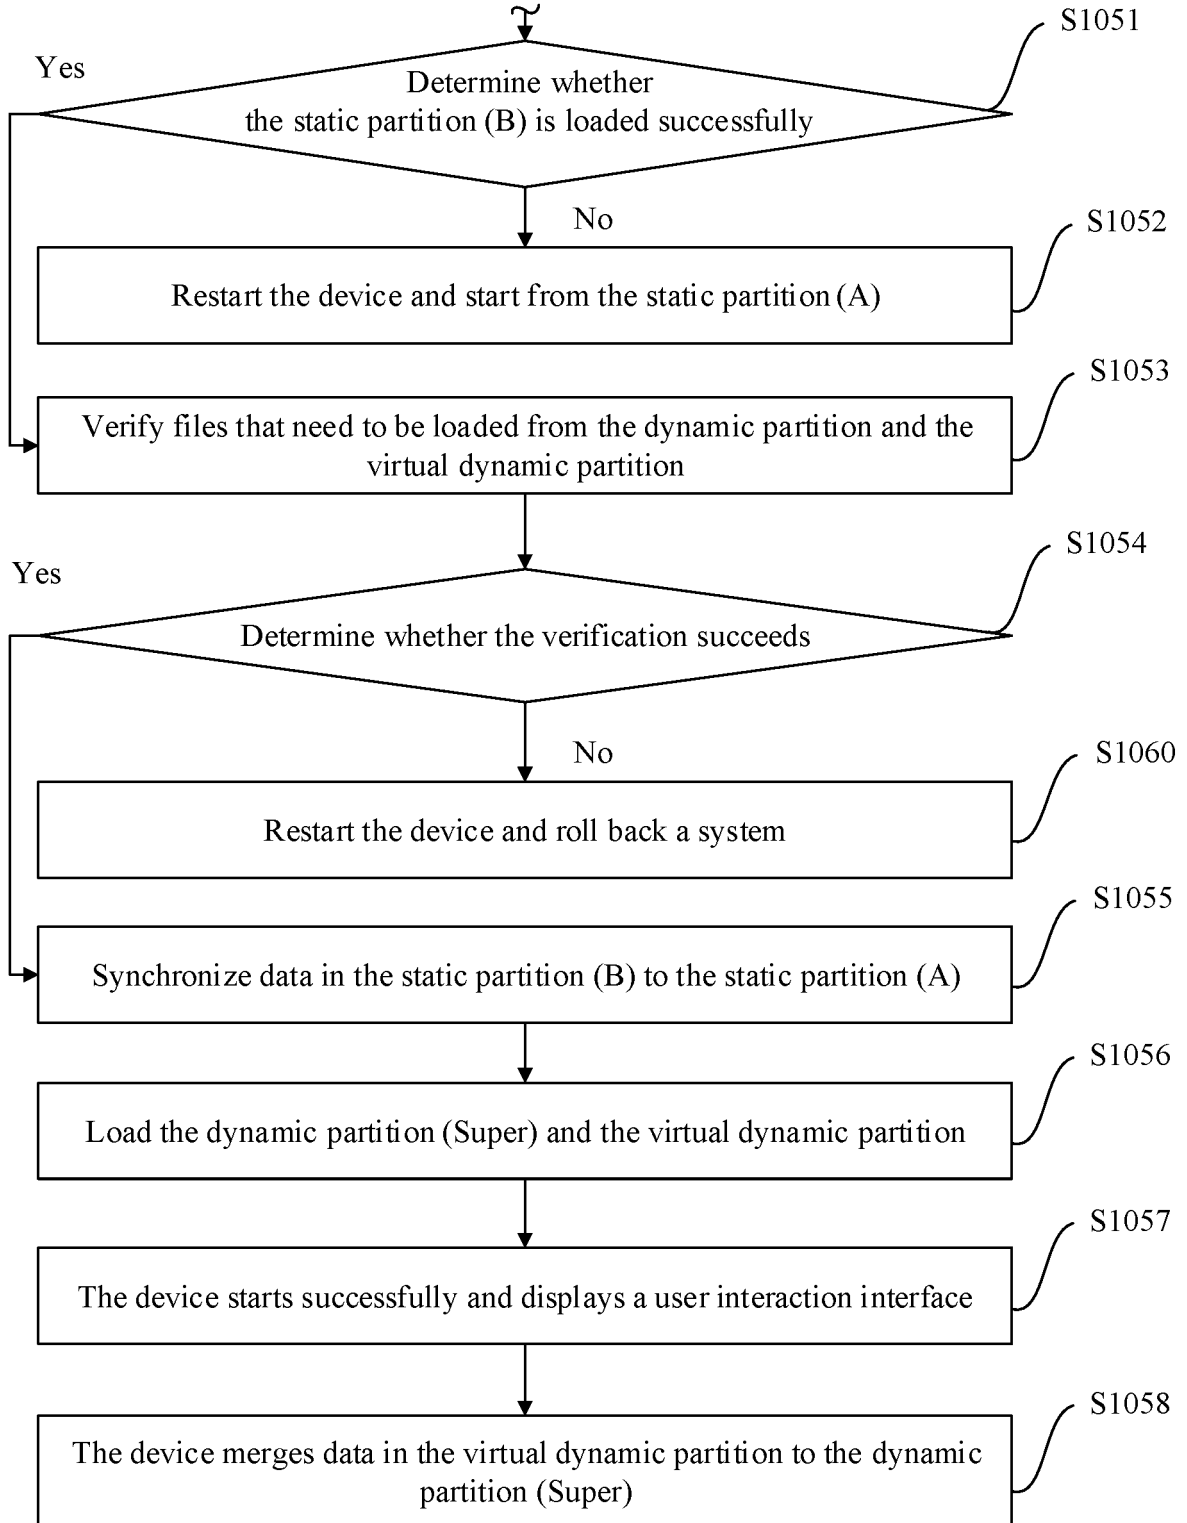 S1051
Yes
Determine whether
the static partition (B) is loaded successfully
No
S1052
Restart the device and start from the static partition (A)
S1053
Verify files that need to be loaded from the dynamic partition and the
virtual dynamic partition
S1054
Yes
Determine whether the verification succeeds
No
S1060
Restart the device and roll back a system
S1055
Synchronize data in the static partition (B) to the static partition (A)
S1056
Load the dynamic partition (Super) and the virtual dynamic partition
S1057
The device starts successfully and displays a user interaction interface
S1058
The device merges data in the virtual dynamic partition to the dynamic
partition (Super)